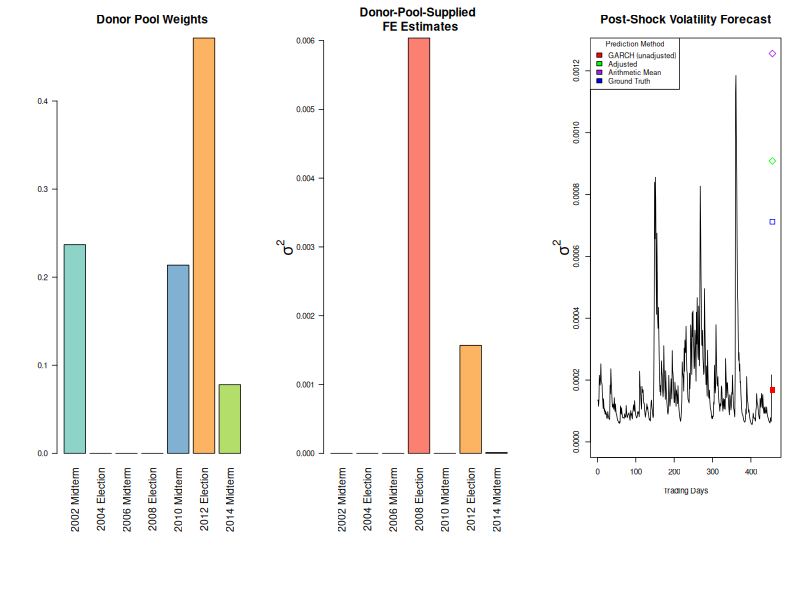 Donor Pool Weights
0.4
0.3
0.2
0.1
0.0
2002 Midterm
2004 Election
2006 Midterm
2008 Election
2010 Midterm
2012 Election
2014 Midterm
Donor-Pool-Supplied
FE Estimates
σ2
0.006
0.005
0.004
0.003
0.002
0.001
0.000
2002 Midterm
2004 Election
2006 Midterm
2008 Election
2010 Midterm
2012 Election
2014 Midterm
Post-Shock Volatility Forecast
Prediction Method
GARCH (unadjusted)
Adjusted
Arithmetic Mean
Ground Truth
σ2
0.0012
0.0010
0.0008
0.0006
0.0004
0.0002
0.0000
0
100
200
300
400
Trading Days